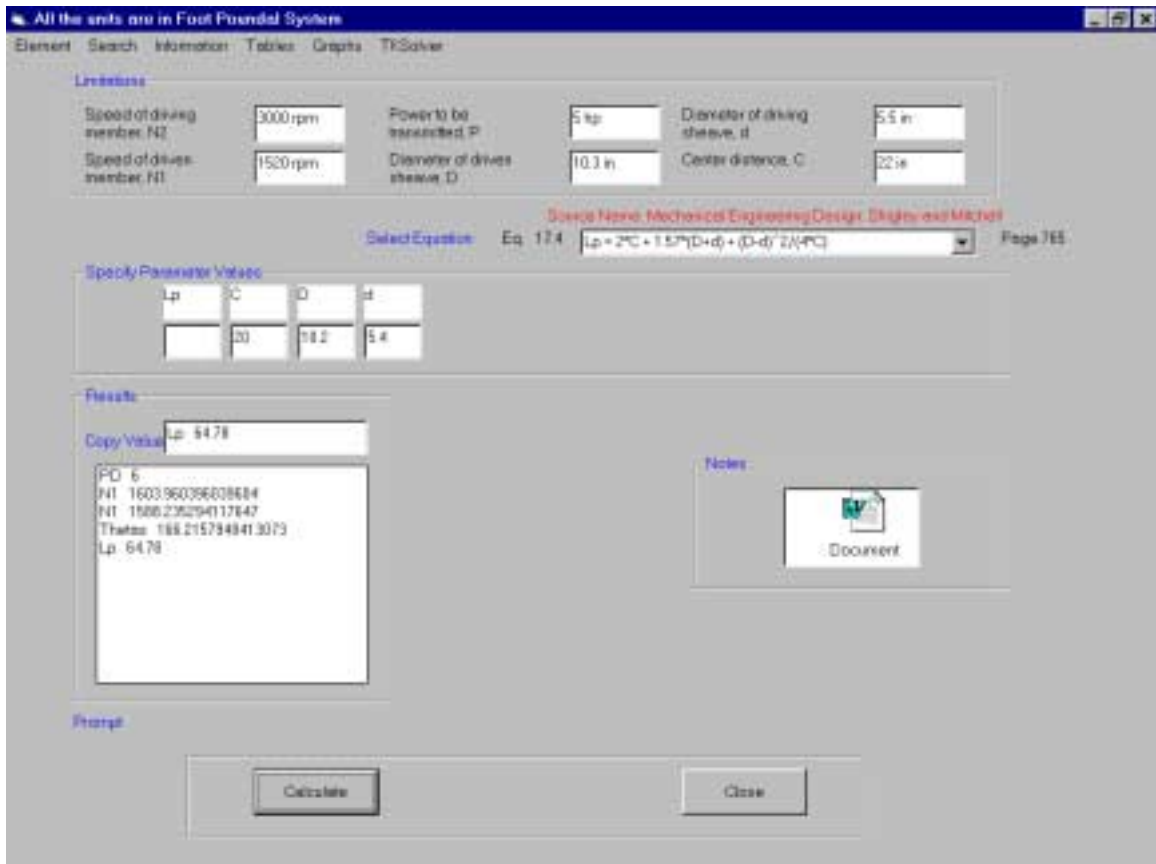 All the units are in Foot Poundal System
Element Search Information Tables Graphs TKSolver
Limitations
Speed of driving member, N2
3000 rpm
Power to be transmitted, P
5 hp
Diameter of driving sheave, d
5.5 in
Speed of driven member, N1
1520 rpm
Diameter of driven sheave, D
10.3 in
Center distance, C
22 in
Source Name: Mechanical Engineering Design: Shigley and Mitchell
Select Equation Eq. 17.4 Lp = 2*C + 1.57*(D+d) + (D-d)^2/(4*C) Page 765
Specify Parameter Values
Lp C D d
20 10.2 5.4
Results
Copy Value Lp 64.78
PD 6
N1 1603.960396039604
N1 1588.235294117647
Thetas 166.2157948413073
Lp 64.78
Notes
Document
Prompt
Calculate Close